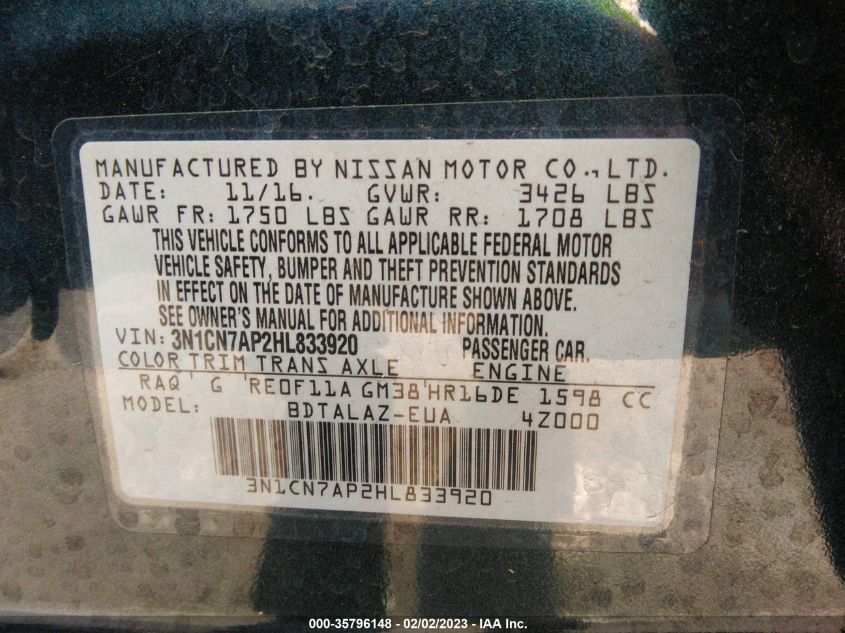 MANUFACTURED BY NISSAN MOTOR CO., LTD.
DATE: 11/16. GVWR: 3426 LBS
GAWR FR: 1750 LBS GAWR RR: 1708 LBS
THIS VEHICLE CONFORMS TO ALL APPLICABLE FEDERAL MOTOR
VEHICLE SAFETY, BUMPER AND THEFT PREVENTION STANDARDS
IN EFFECT ON THE DATE OF MANUFACTURE SHOWN ABOVE.
SEE OWNER'S MANUAL FOR ADDITIONAL INFORMATION.
VIN: 3N1CN7AP2HL833920 PASSENGER CAR.
COLOR TRIM TRANS AXLE ENGINE
RAQ' G 'RE0F11A GM38'HR16DE 1598 CC
MODEL: BDTALAZ-EUA 4Z000
3N1CN7AP2HL833920
000-35796148 - 02/02/2023 - IAA Inc.